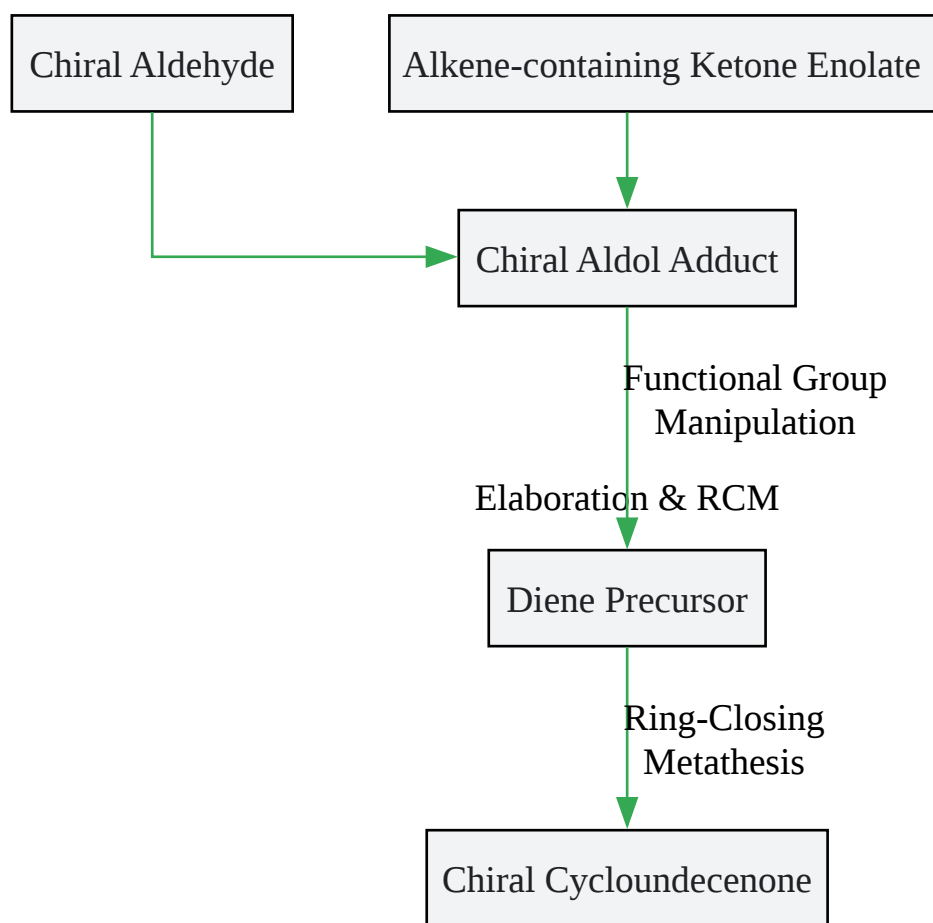 Chiral Aldehyde
Alkene-containing Ketone Enolate
Chiral Aldol Adduct
Functional Group
Manipulation
Elaboration & RCM
Diene Precursor
Ring-Closing
Metathesis
Chiral Cycloundecenone